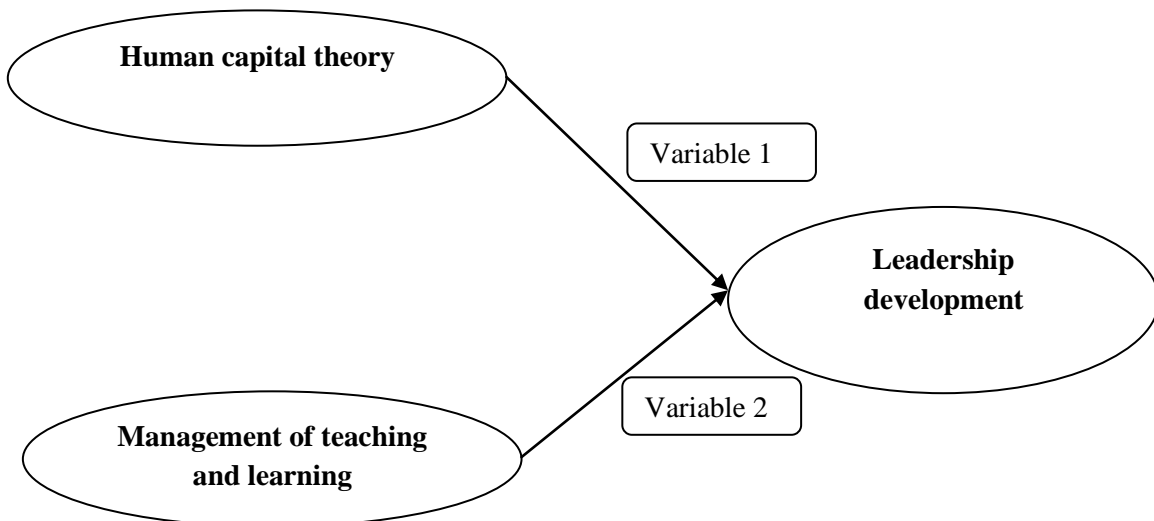 Human capital theory
Variable 1
Leadership
development
Variable 2
Management of teaching
and learning